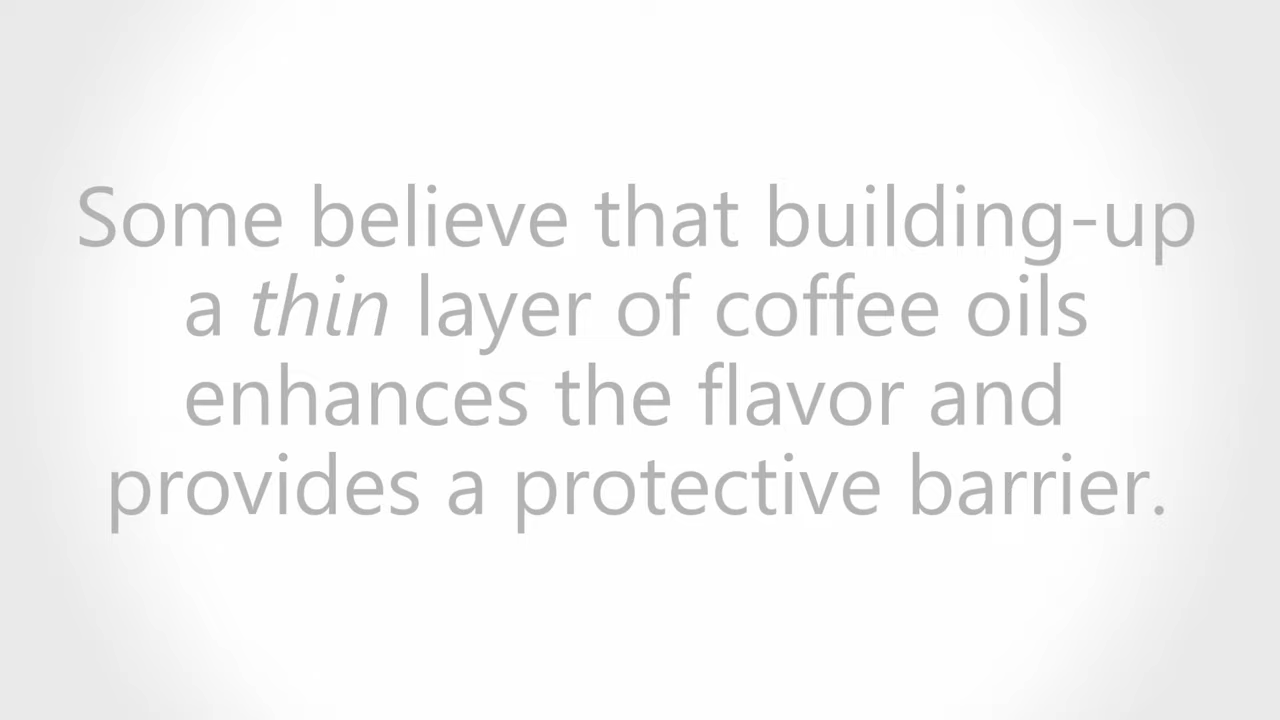 Some believe that building-up
a thin layer of coffee oils
enhances the flavor and
provides a protective barrier.